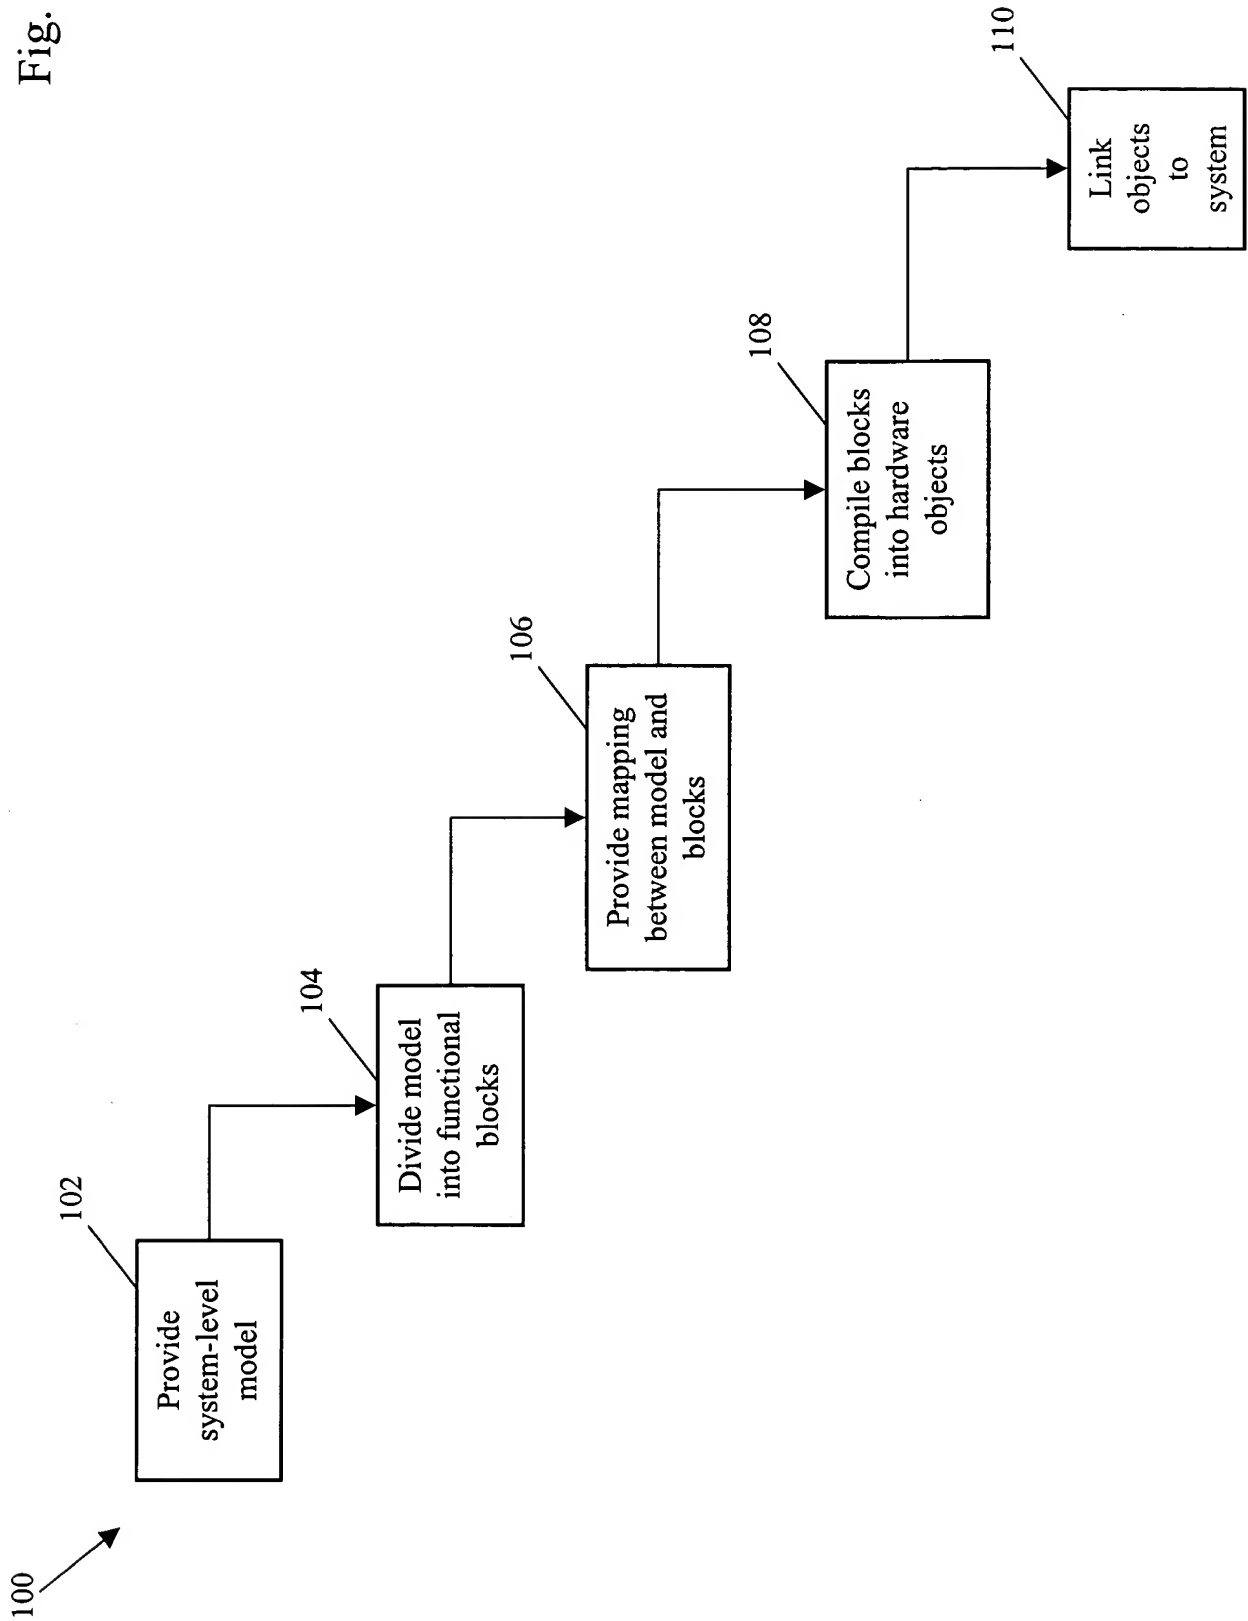 Fig.
100
102
Provide
system-level
model
104
Divide model
into functional
blocks
106
Provide mapping
between model and
blocks
108
Compile blocks
into hardware
objects
110
Link
objects
to
system